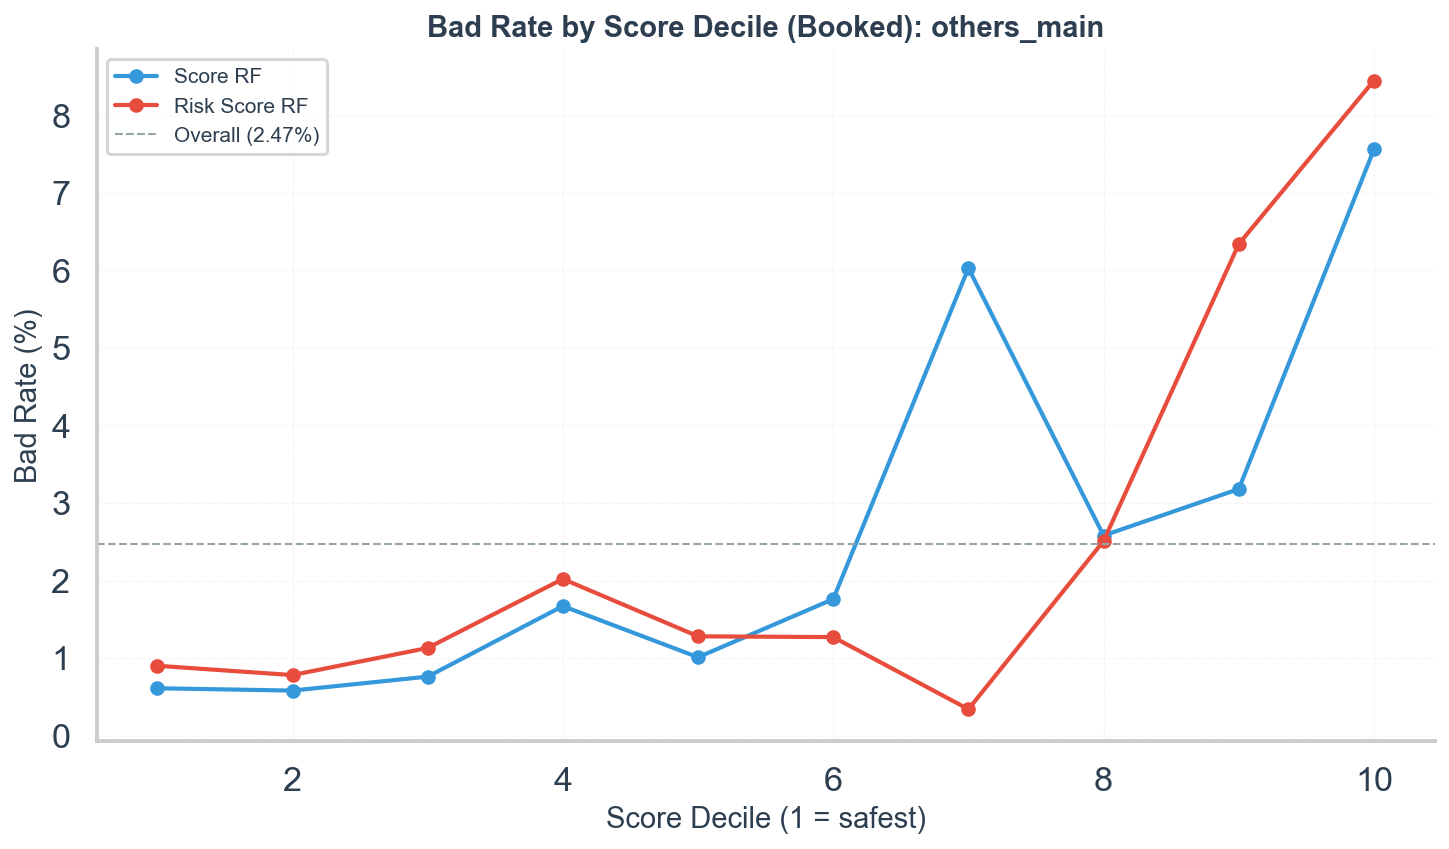 Bad Rate by Score Decile (Booked): others_main
Score RF
Risk Score RF
Overall (2.47%)
8
7
6
5
4
3
2
1
0
Bad Rate (%)
2
4
6
8
10
Score Decile (1 = safest)